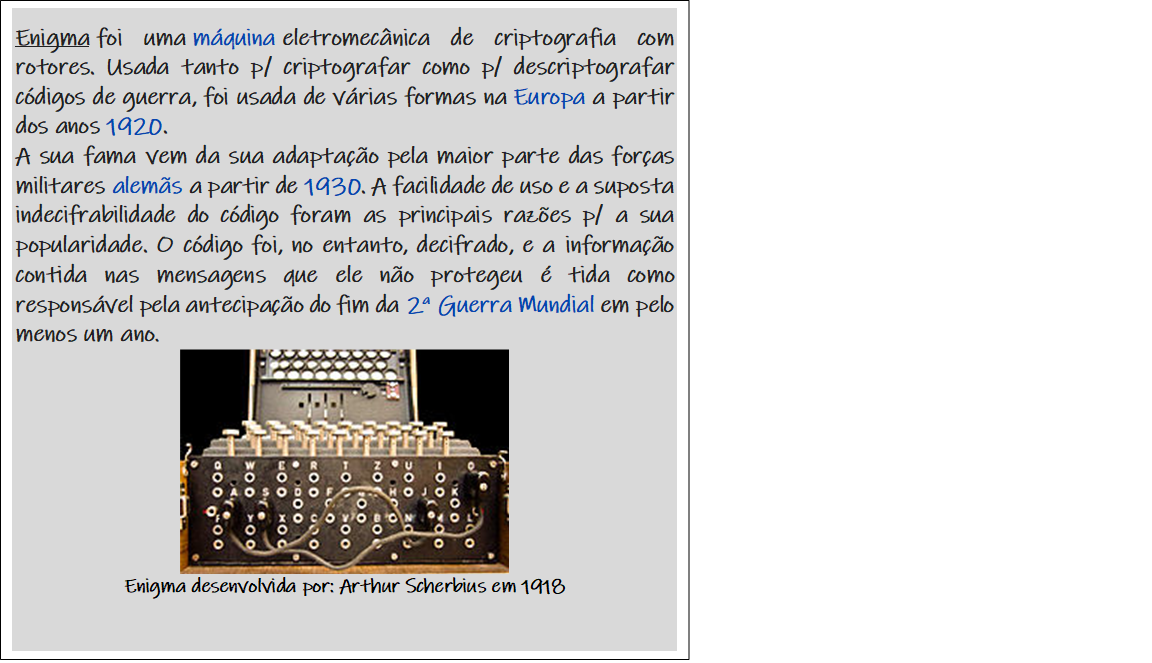 Enigma foi uma máquina eletromecânica de criptografia com
rotores. Usada tanto p/ criptografar como p/ descriptografar
códigos de guerra, foi usada de várias formas na Europa a partir
dos anos 1920.
A sua fama vem da sua adaptação pela maior parte das forças
militares alemãs a partir de 1930. A facilidade de uso e a suposta
indecifrabilidade do código foram as principais razões p/ a sua
popularidade. O código foi, no entanto, decifrado, e a informação
contida nas mensagens que ele não protegeu é tida como
responsável pela antecipação do fim da 2ª Guerra Mundial em pelo
menos um ano.
Q W E R T Z U I O
A S D F H J K
P Y X C V B N M L
Enigma desenvolvida por: Arthur Scherbius em 1918